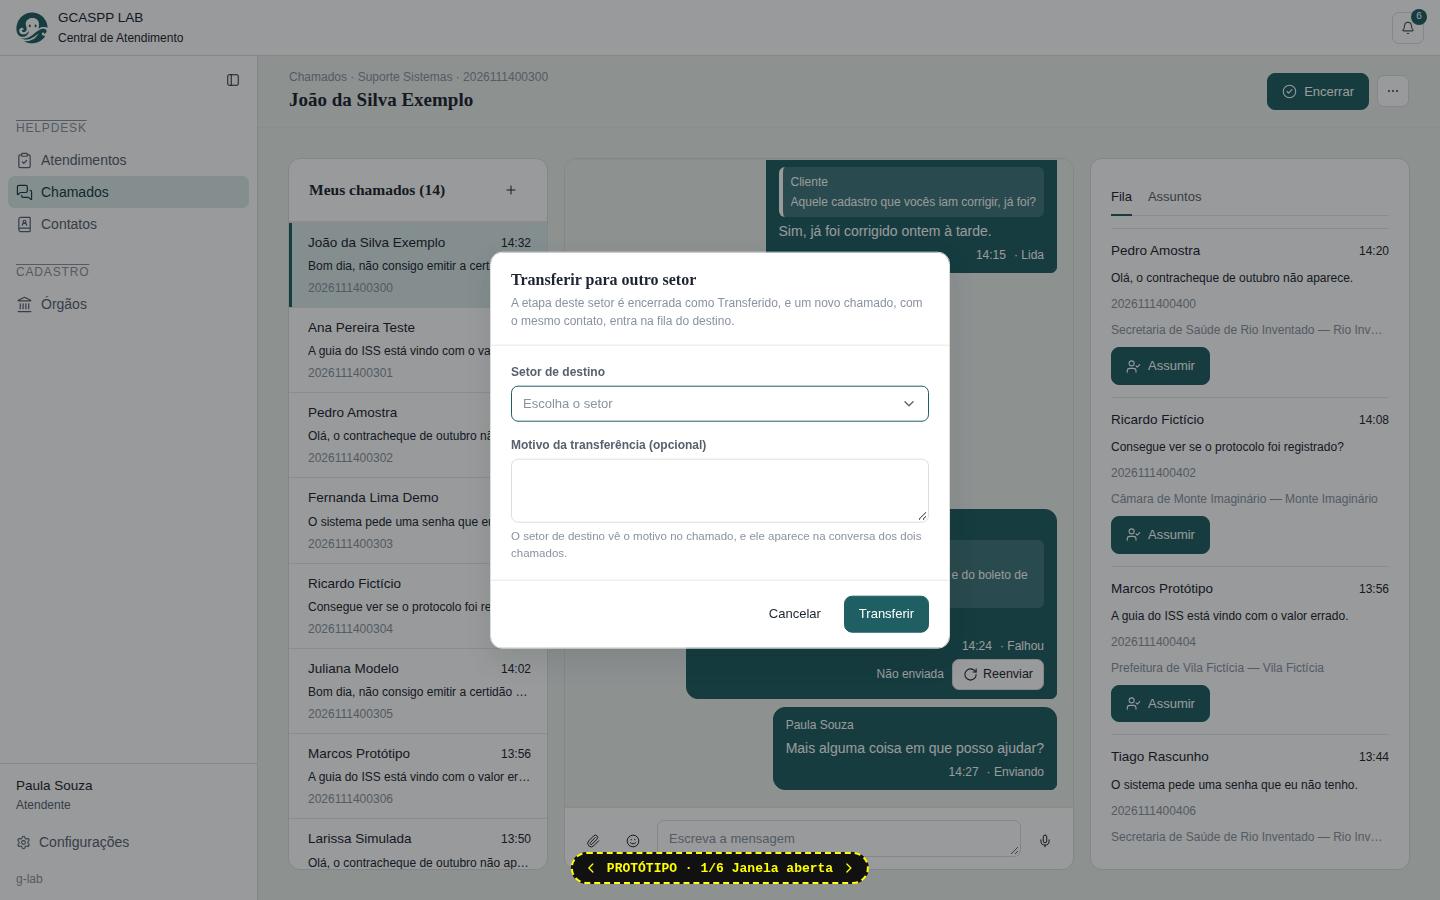 GCASPP LAB
Central de Atendimento
6
HELPDESK
Atendimentos
Chamados
Contatos
CADASTRO
Órgãos
Paula Souza
Atendente
Configurações
g-lab
Chamados · Suporte Sistemas · 2026111400300
João da Silva Exemplo
Encerrar
Meus chamados (14)
João da Silva Exemplo 14:32
Bom dia, não consigo emitir a cert
2026111400300
Ana Pereira Teste
A guia do ISS está vindo com o va
2026111400301
Pedro Amostra
Olá, o contracheque de outubro nã
2026111400302
Fernanda Lima Demo
O sistema pede uma senha que eu
2026111400303
Ricardo Fictício
Consegue ver se o protocolo foi re
2026111400304
Juliana Modelo 14:02
Bom dia, não consigo emitir a certidão ...
2026111400305
Marcos Protótipo 13:56
A guia do ISS está vindo com o valor er...
2026111400306
Larissa Simulada 13:50
Olá, o contracheque de outubro não ap...
Cliente
Aquele cadastro que vocês iam corrigir, já foi?
Sim, já foi corrigido ontem à tarde.
14:15 · Lida
e do boleto de
14:24 · Falhou
Não enviada
Reenviar
Paula Souza
Mais alguma coisa em que posso ajudar?
14:27 · Enviando
Escreva a mensagem
Transferir para outro setor
A etapa deste setor é encerrada como Transferido, e um novo chamado, com
o mesmo contato, entra na fila do destino.
Setor de destino
Escolha o setor
Motivo da transferência (opcional)
O setor de destino vê o motivo no chamado, e ele aparece na conversa dos dois
chamados.
Cancelar
Transferir
PROTÓTIPO · 1/6 Janela aberta
Fila
Assuntos
Pedro Amostra 14:20
Olá, o contracheque de outubro não aparece.
2026111400400
Secretaria de Saúde de Rio Inventado — Rio Inv...
Assumir
Ricardo Fictício 14:08
Consegue ver se o protocolo foi registrado?
2026111400402
Câmara de Monte Imaginário — Monte Imaginário
Assumir
Marcos Protótipo 13:56
A guia do ISS está vindo com o valor errado.
2026111400404
Prefeitura de Vila Fictícia — Vila Fictícia
Assumir
Tiago Rascunho 13:44
O sistema pede uma senha que eu não tenho.
2026111400406
Secretaria de Saúde de Rio Inventado — Rio Inv...